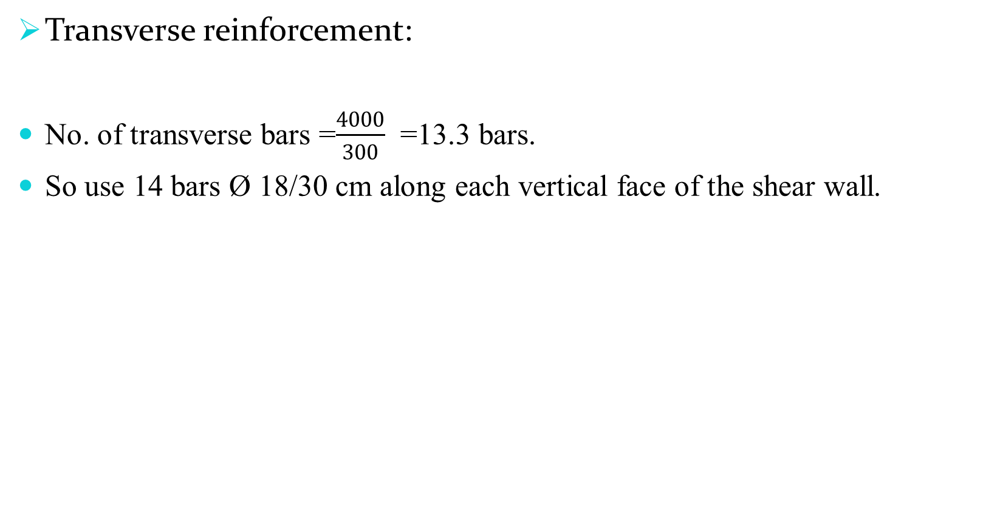 ➢Transverse reinforcement:
• No. of transverse bars =4000/300 =13.3 bars.
• So use 14 bars Ø 18/30 cm along each vertical face of the shear wall.